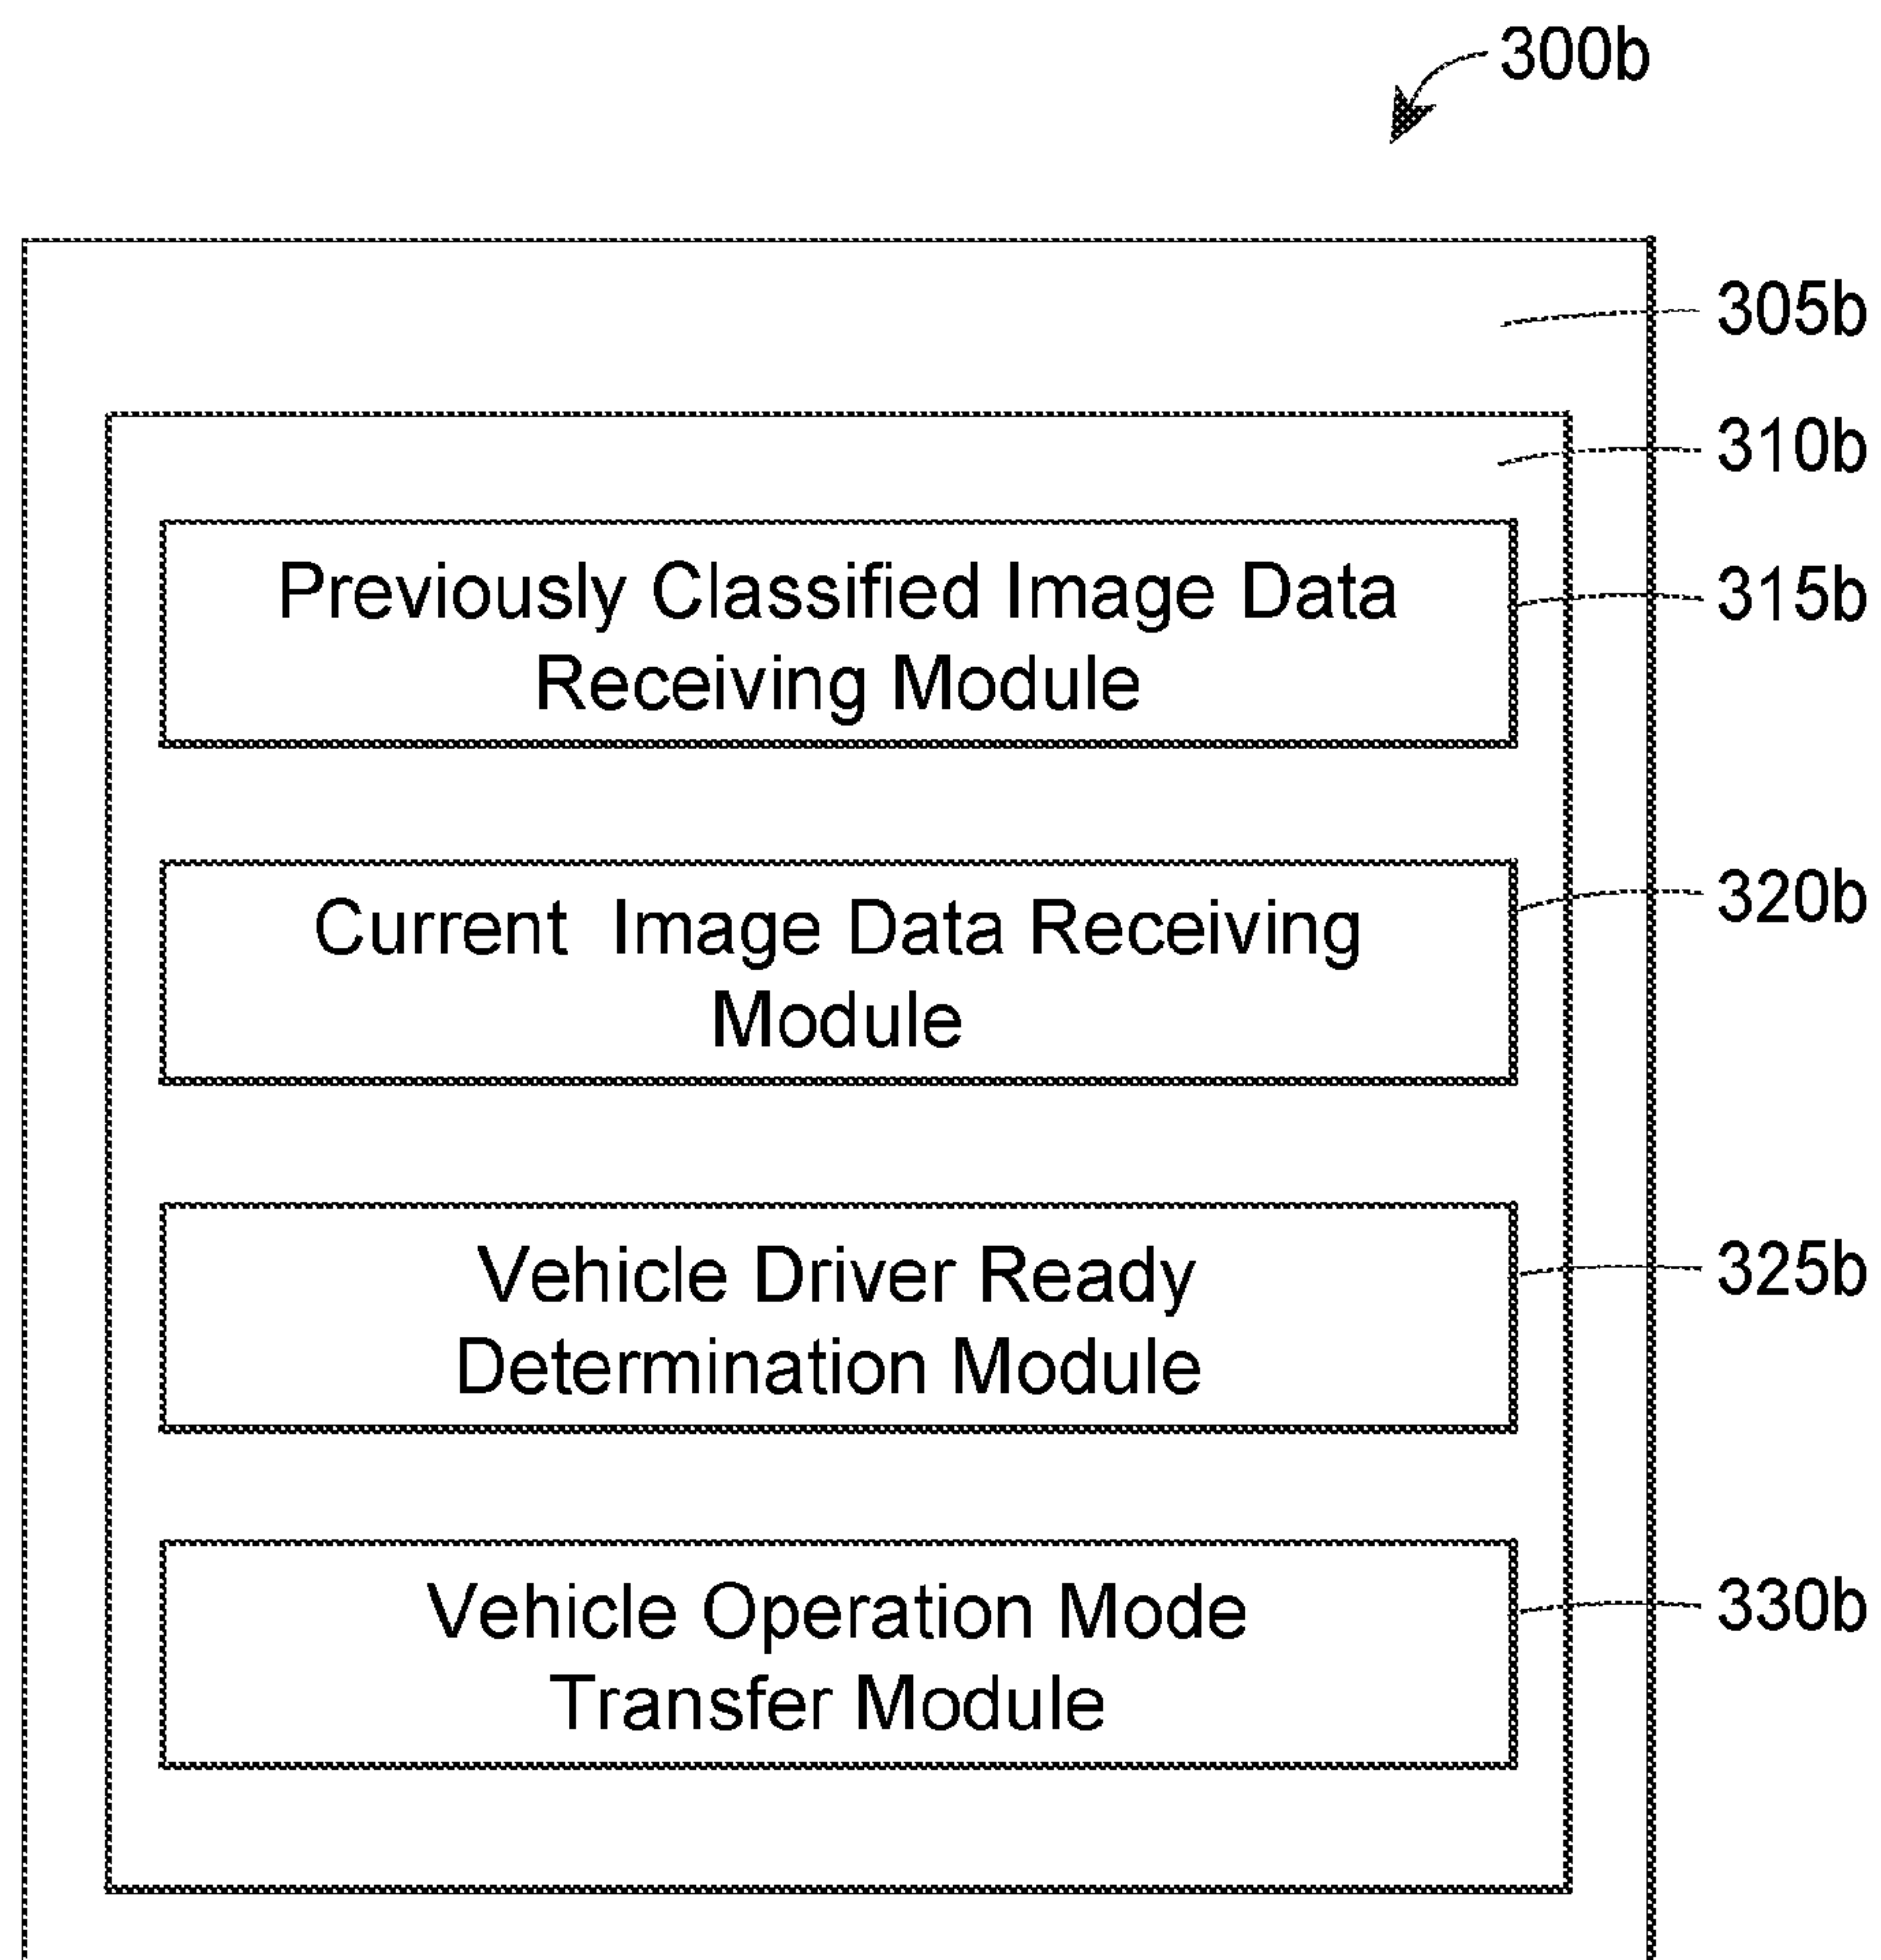 300b
305b
310b
Previously Classified Image Data
Receiving Module
315b
Current Image Data Receiving
Module
320b
Vehicle Driver Ready
Determination Module
325b
Vehicle Operation Mode
Transfer Module
330b